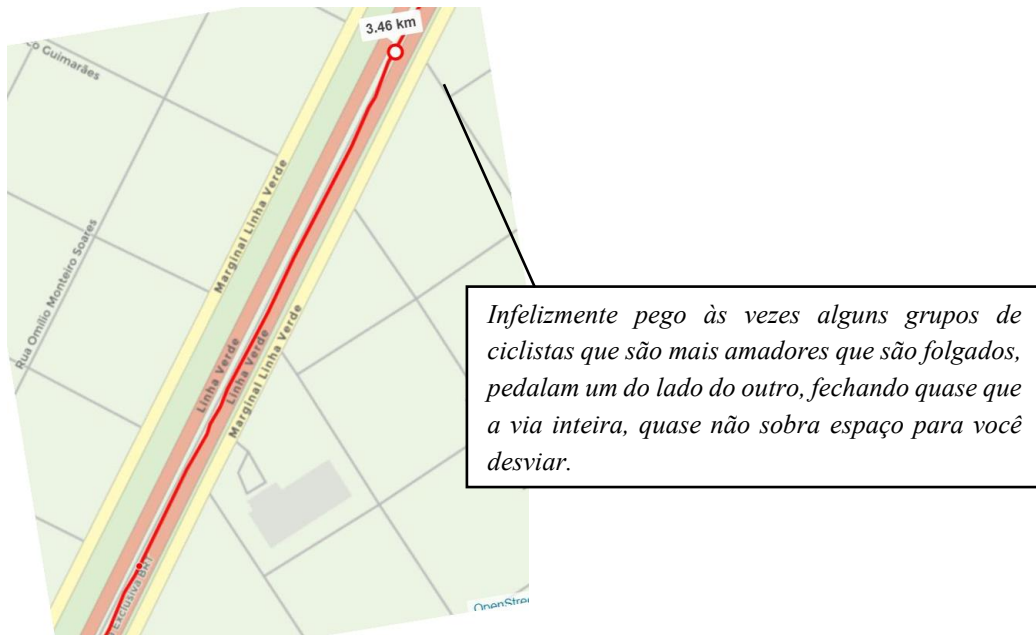 3.46 km
co Guimarães
Marginal Linha Verde
Rua Omílio Monteiro Soares
Linha Verde
Linha Verde
Marginal Linha Verde
Exclusiva BRT
OpenStre
Infelizmente pego às vezes alguns grupos de
ciclistas que são mais amadores que são folgados,
pedalam um do lado do outro, fechando quase que
a via inteira, quase não sobra espaço para você
desviar.